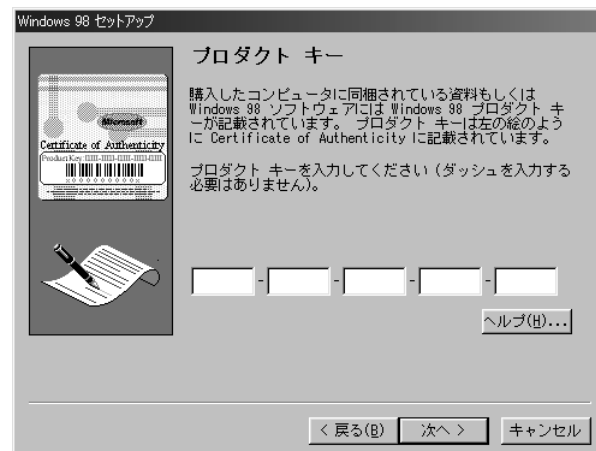 Windows 98 セットアップ
プロダクト キー
購入したコンピュータに同梱されている資料もしくは
Windows 98 ソフトウェアには Windows 98 プロダクト キ
ーが記載されています。 プロダクト キーは左の絵のよう
に Certificate of Authenticity に記載されています。
プロダクト キーを入力してください (ダッシュを入力する
必要はありません)。
Microsoft
Certificate of Authenticity
Product Key:
- - - -
ヘルプ(H)...
< 戻る(B)
次へ >
キャンセル